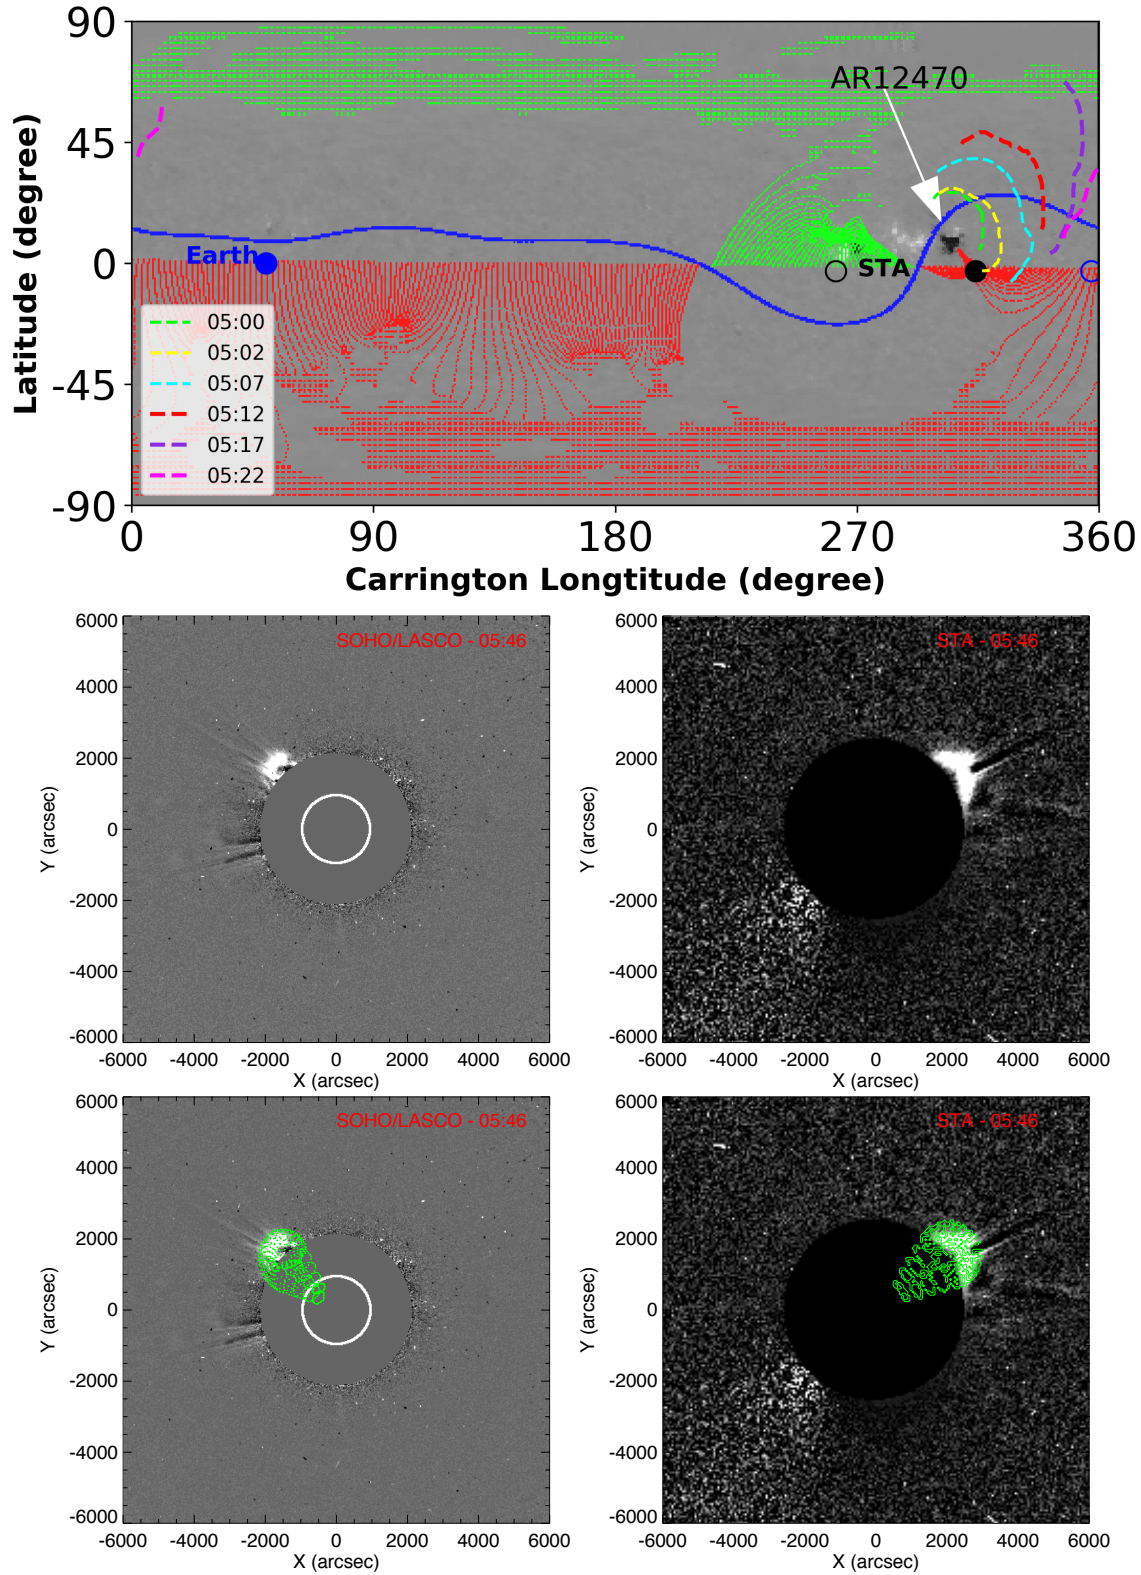 90
45
0
-45
-90
Latitude (degree)
AR12470
Earth
STA
05:00
05:02
05:07
05:12
05:17
05:22
0 90 180 270 360
Carrington Longtitude (degree)
SOHO/LASCO - 05:46
6000
4000
2000
0
-2000
-4000
-6000
Y (arcsec)
-6000 -4000 -2000 0 2000 4000 6000
X (arcsec)
STA - 05:46
6000
4000
2000
0
-2000
-4000
-6000
Y (arcsec)
-6000 -4000 -2000 0 2000 4000 6000
X (arcsec)
SOHO/LASCO - 05:46
6000
4000
2000
0
-2000
-4000
-6000
Y (arcsec)
-6000 -4000 -2000 0 2000 4000 6000
X (arcsec)
STA - 05:46
6000
4000
2000
0
-2000
-4000
-6000
Y (arcsec)
-6000 -4000 -2000 0 2000 4000 6000
X (arcsec)